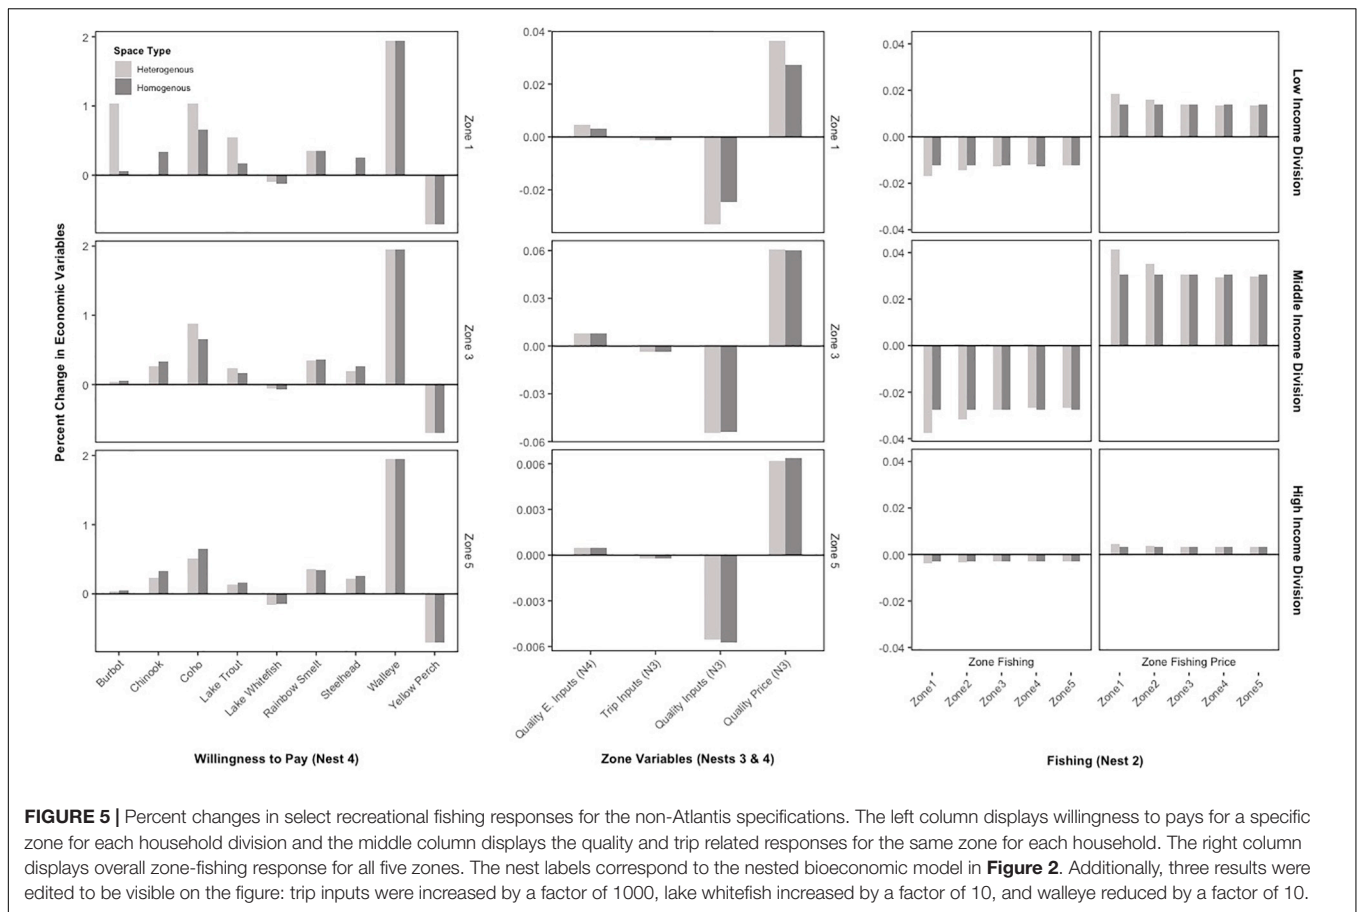 Percent Change in Economic Variables
Space Type
Heterogenous
Homogenous
2
1
0
Zone 1
2
1
0
Zone 3
2
1
0
Zone 5
Burbot
Chinook
Coho
Lake Trout
Lake Whitefish
Rainbow Smelt
Steelhead
Walleye
Yellow Perch
Willingness to Pay (Nest 4)
0.04
0.02
0.00
-0.02
Zone 1
0.06
0.03
0.00
-0.03
-0.06
Zone 3
0.006
0.003
0.000
-0.003
-0.006
Zone 5
Quality E. Inputs (N4)
Trip Inputs (N3)
Quality Inputs (N3)
Quality Price (N3)
Zone Variables (Nests 3 & 4)
0.04
0.02
0.00
-0.02
-0.04
Low Income Division
0.04
0.02
0.00
-0.02
-0.04
Middle Income Division
0.04
0.02
0.00
-0.02
-0.04
High Income Division
Zone Fishing
Zone Fishing Price
Zone1
Zone2
Zone3
Zone4
Zone5
Zone1
Zone2
Zone3
Zone4
Zone5
Fishing (Nest 2)
FIGURE 5 | Percent changes in select recreational fishing responses for the non-Atlantis specifications. The left column displays willingness to pays for a specific
zone for each household division and the middle column displays the quality and trip related responses for the same zone for each household. The right column
displays overall zone-fishing response for all five zones. The nest labels correspond to the nested bioeconomic model in Figure 2. Additionally, three results were
edited to be visible on the figure: trip inputs were increased by a factor of 1000, lake whitefish increased by a factor of 10, and walleye reduced by a factor of 10.